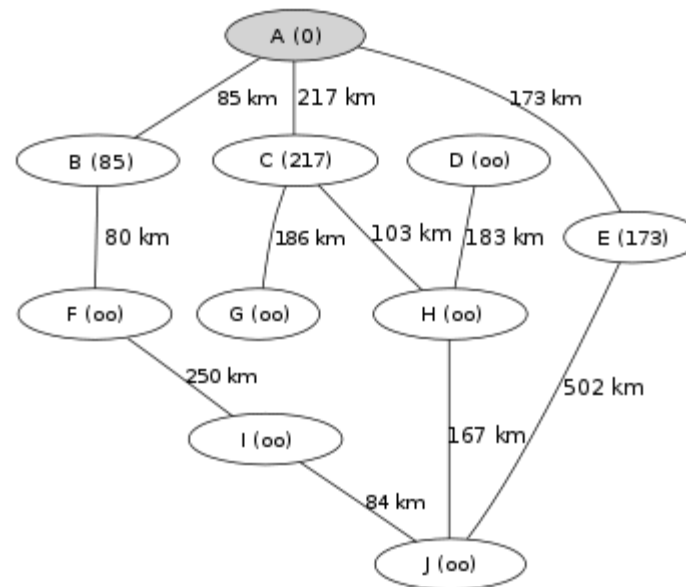 A (0)
85 km
217 km
173 km
B (85)
C (217)
D (oo)
80 km
186 km
103 km
183 km
E (173)
F (oo)
G (oo)
H (oo)
250 km
502 km
I (oo)
167 km
84 km
J (oo)